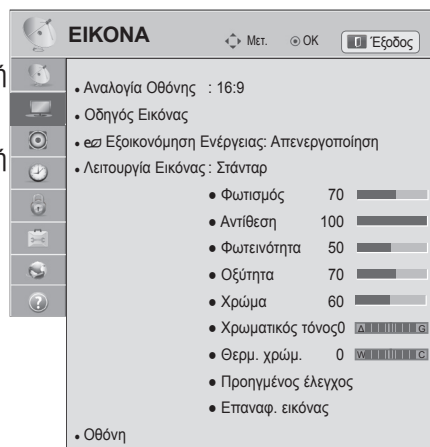 ΕΙΚΟΝΑ Μετ. OK Έξοδος
ή
ή
• Αναλογία Οθόνης : 16:9
• Οδηγός Εικόνας
• e Εξοικονόμηση Ενέργειας: Απενεργοποίηση
• Λειτουργία Εικόνας : Στάνταρ
● Φωτισμός 70
● Αντίθεση 100
● Φωτεινότητα 50
● Οξύτητα 70
● Χρώμα 60
● Χρωματικός τόνος0 Δ G
● Θερμ. χρώμ. 0 W C
● Προηγμένος έλεγχος
● Επαναφ. εικόνας
• Οθόνη